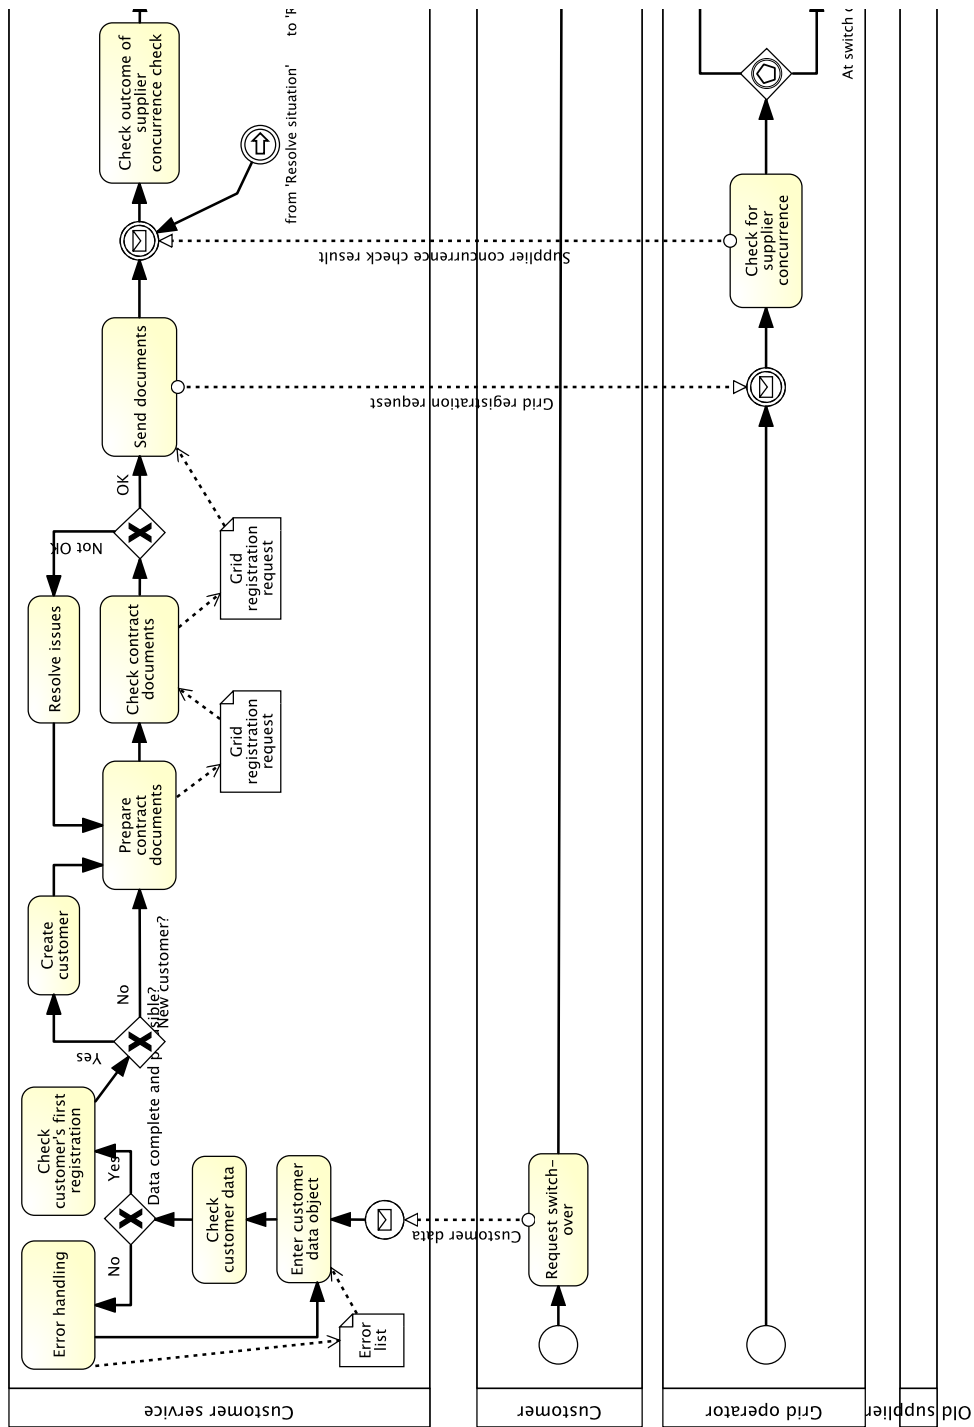 Customer service
Error handling
Error
list
No
Yes
Data complete and p
sible?
Check
customer's first
registration
Check
customer data
Enter customer
data object
Yes
No
New customer?
Create
customer
Prepare
contract
documents
Grid
registration
request
Resolve issues
Check contract
documents
Not OK
OK
Grid
registration
request
Send documents
Check outcome of
supplier
concurrence check
from 'Resolve situation'
to 'R
Customer data
Grid registration request
Supplier concurrence check result
Customer
Request switch-
over
Grid operator
Check for
supplier
concurrence
At switch
Old supplier